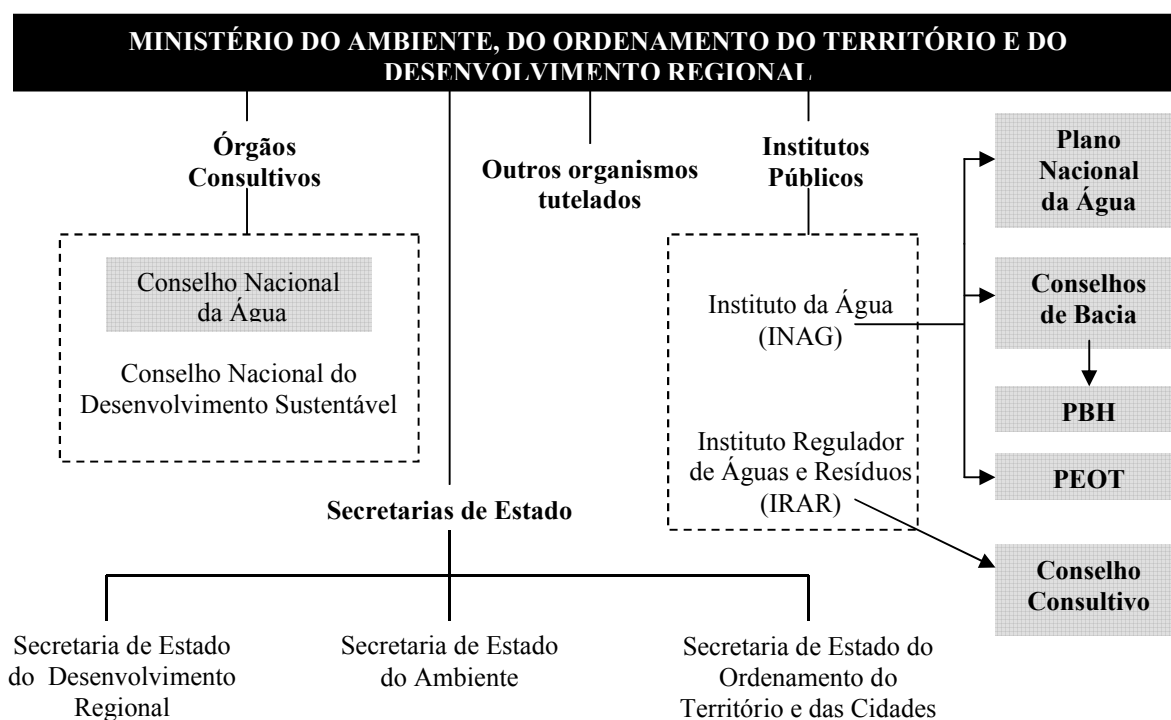 MINISTÉRIO DO AMBIENTE, DO ORDENAMENTO DO TERRITÓRIO E DO
DESENVOLVIMENTO REGIONAL
Órgãos
Consultivos
Outros organismos
tutelados
Institutos
Públicos
Plano
Nacional
da Água
Conselho Nacional
da Água
Conselho Nacional do
Desenvolvimento Sustentável
Instituto da Água
(INAG)
Conselhos
de Bacia
PBH
Instituto Regulador
de Águas e Resíduos
(IRAR)
PEOT
Conselho
Consultivo
Secretarias de Estado
Secretaria de Estado
do Desenvolvimento
Regional
Secretaria de Estado
do Ambiente
Secretaria de Estado do
Ordenamento do
Território e das Cidades